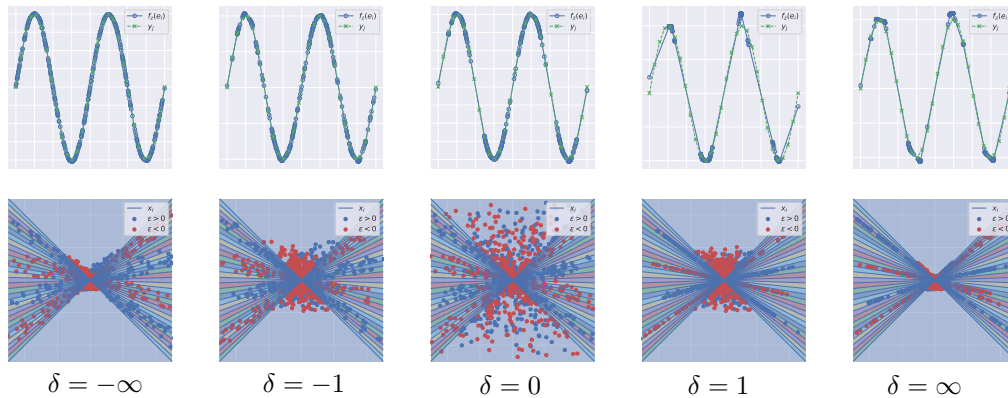 f_z(e_i)
y_i
f_z(e_i)
y_i
f_z(e_i)
y_i
f_z(e_i)
y_i
f_z(e_i)
y_i
x_i
ε > 0
ε < 0
x_i
ε > 0
ε < 0
x_i
ε > 0
ε < 0
x_i
ε > 0
ε < 0
x_i
ε > 0
ε < 0
δ = −∞
δ = −1
δ = 0
δ = 1
δ = ∞